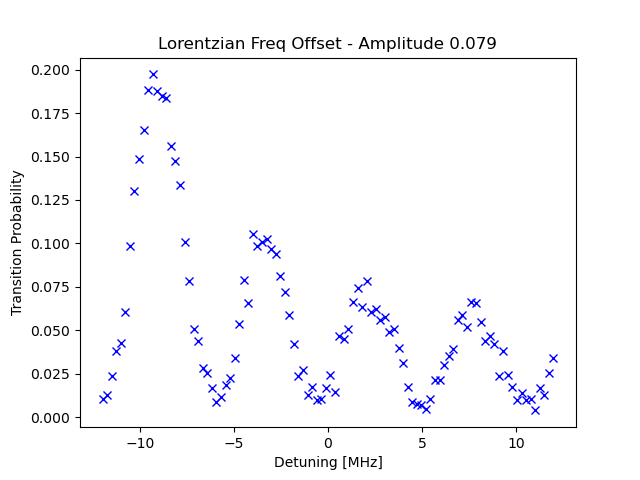 Lorentzian Freq Offset - Amplitude 0.079
Transition Probability
0.200
0.175
0.150
0.125
0.100
0.075
0.050
0.025
0.000
−10 −5 0 5 10
Detuning [MHz]